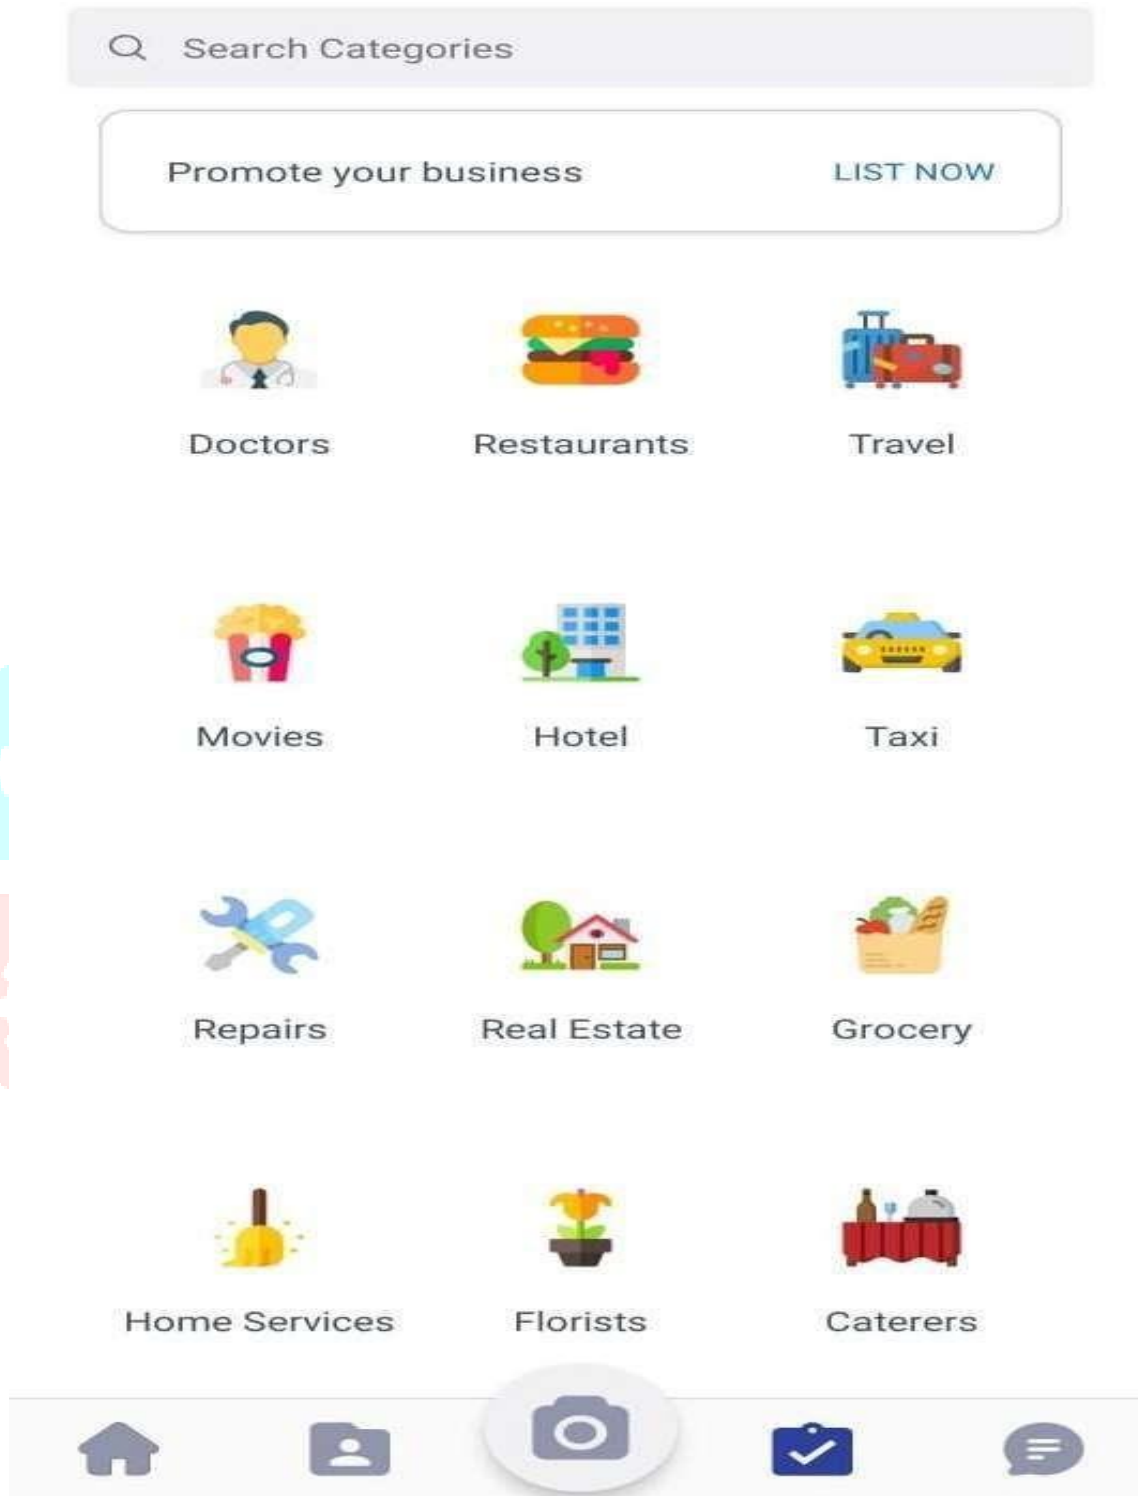 Search Categories
Promote your business LIST NOW
Doctors Restaurants Travel
Movies Hotel Taxi
Repairs Real Estate Grocery
Home Services Florists Caterers